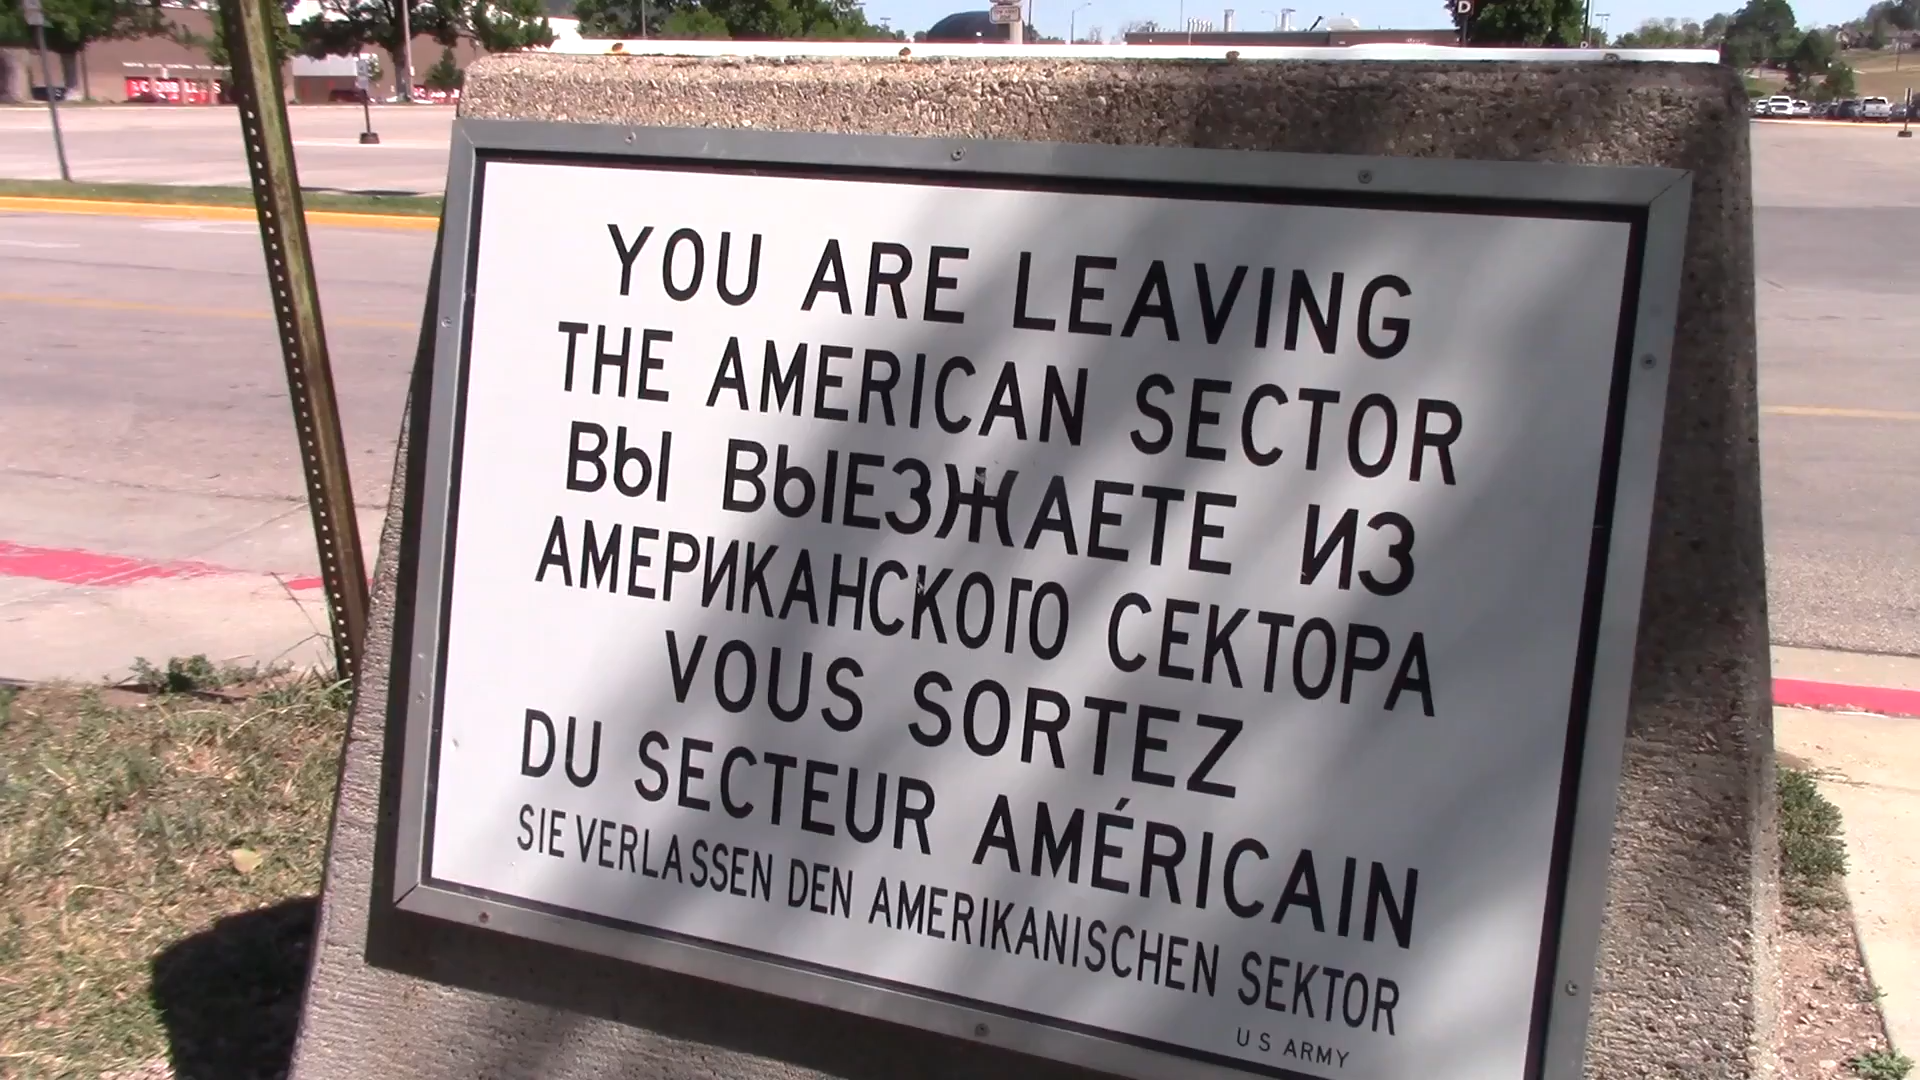 YOU ARE LEAVING
THE AMERICAN SECTOR
ВЫ ВЫЕЗЖАЕТЕ ИЗ
АМЕРИКАНСКОГО СЕКТОРА
VOUS SORTEZ
DU SECTEUR AMÉRICAIN
SIE VERLASSEN DEN AMERIKANISCHEN SEKTOR
US ARMY
D